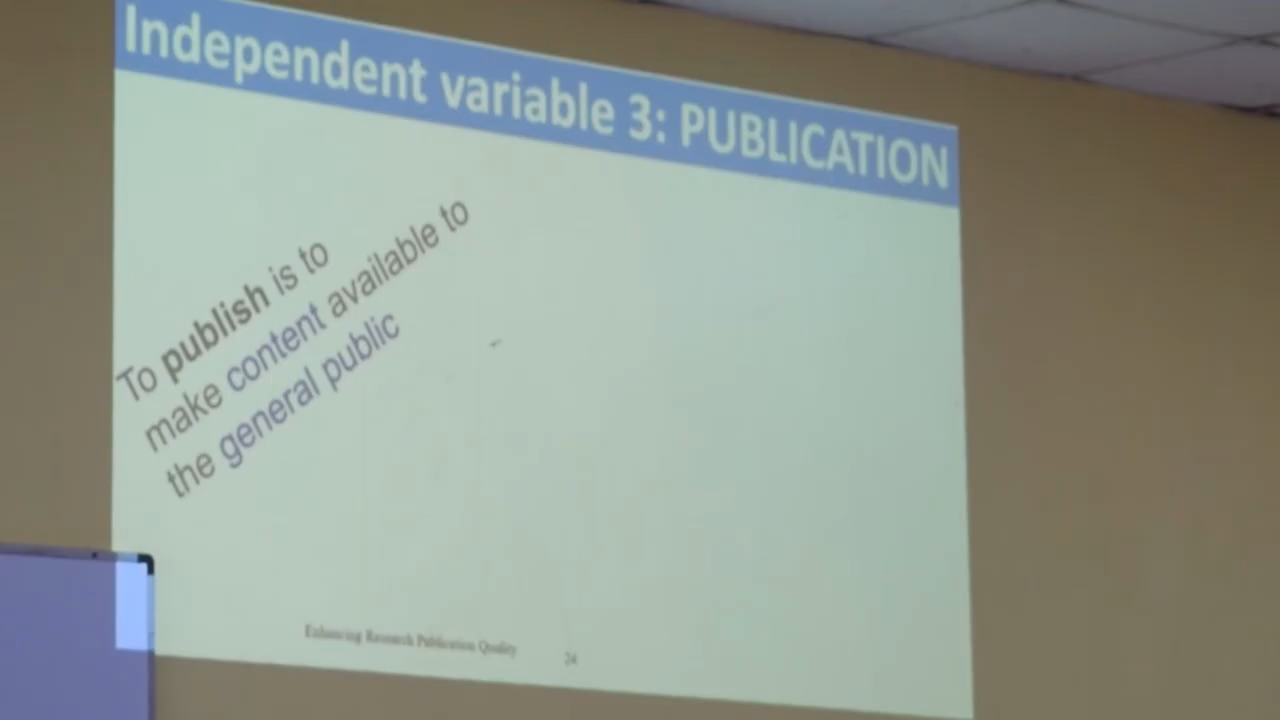 Independent variable 3: PUBLICATION
To publish is to
make content available to
the general public
Enhancing Research Publication Quality
24